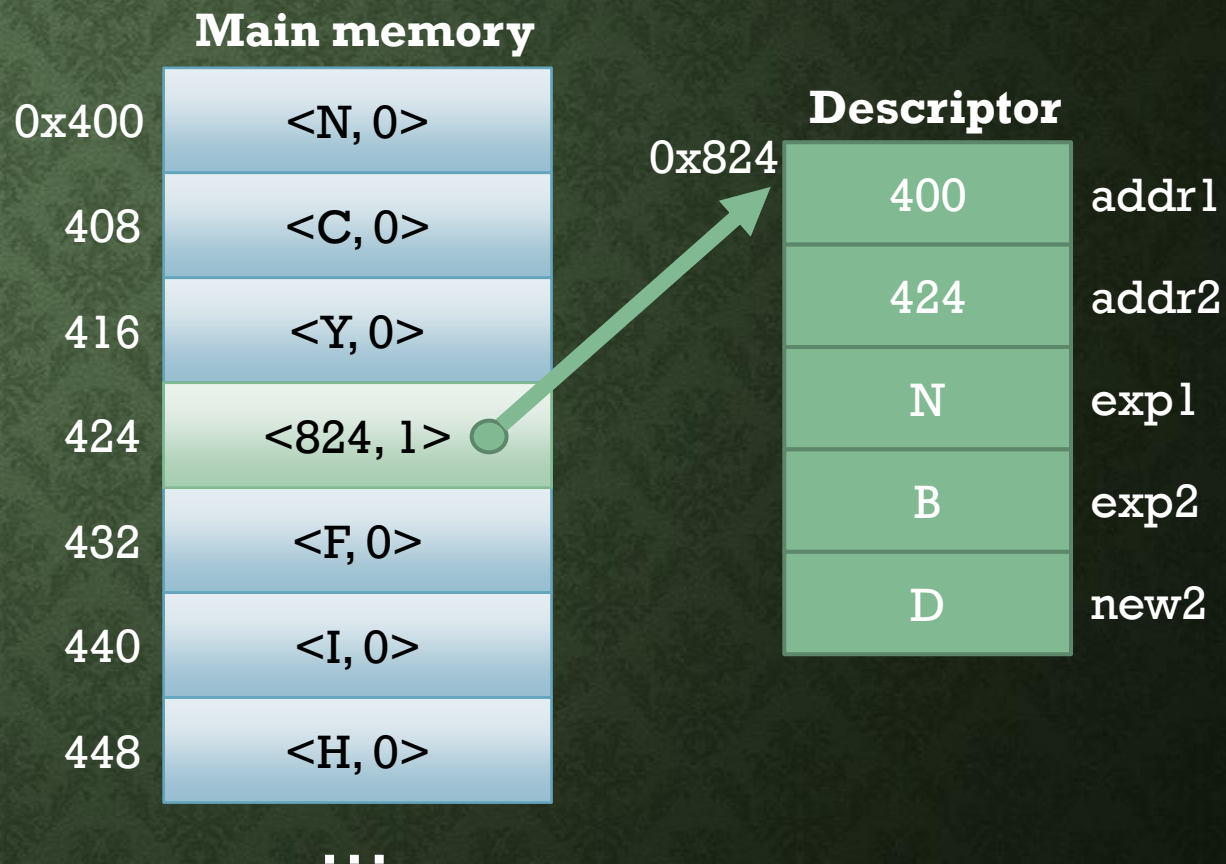 Main memory
0x400 <N, 0>
408 <C, 0>
416 <Y, 0>
424 <824, 1>
432 <F, 0>
440 <I, 0>
448 <H, 0>
...
Descriptor
0x824
400 addr1
424 addr2
N exp1
B exp2
D new2